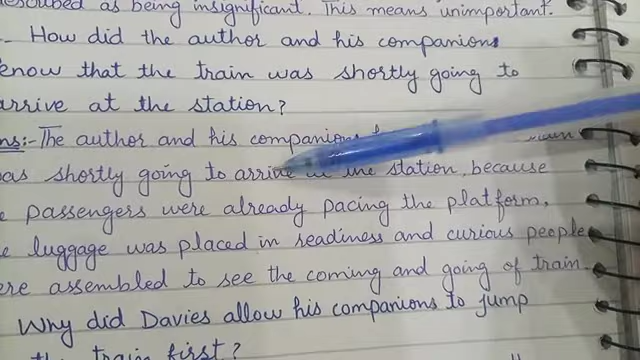 being insignificant. This means unimportant.
How did the author and his companions
know that the train was shortly going to
arrive at the station?
Ans:- The author and his companions
was shortly going to arrive the station, because
passengers were already pacing the platform,
luggage was placed in readiness and curious people
were assembled to see the coming and going of train.
Why did Davies allow his companions to jump
train first?